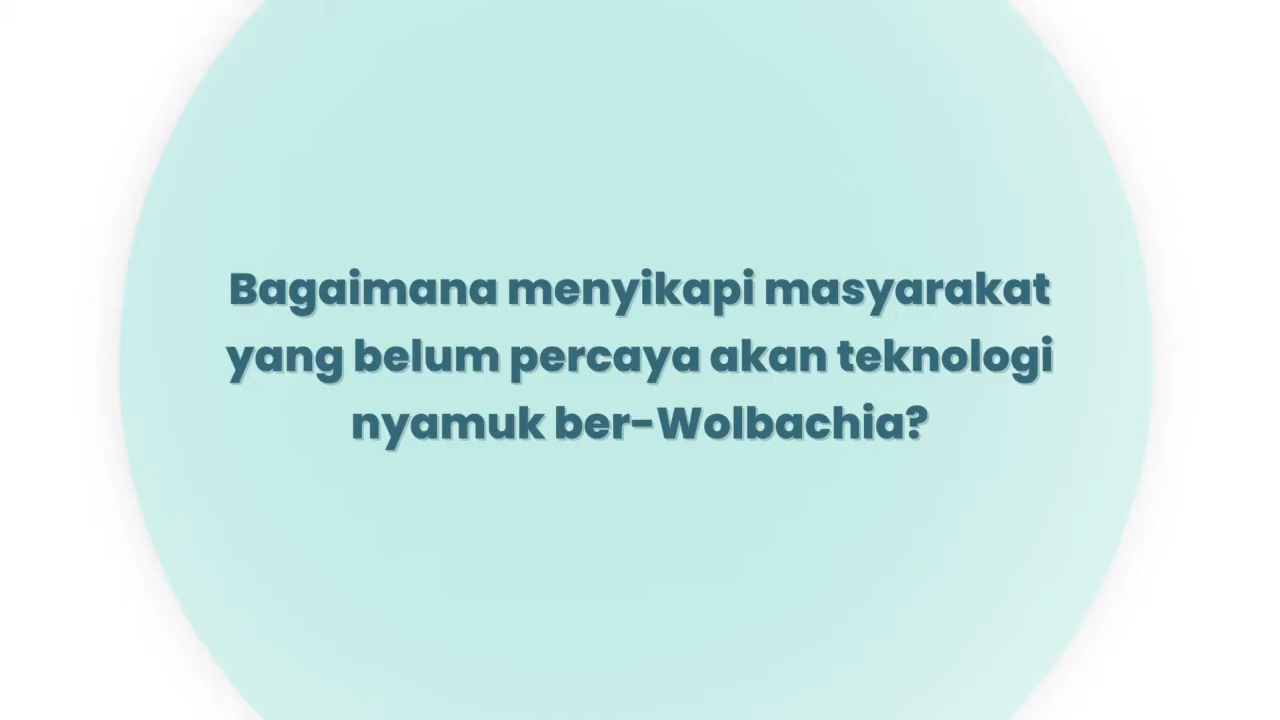 Bagaimana menyikapi masyarakat
yang belum percaya akan teknologi
nyamuk ber-Wolbachia?